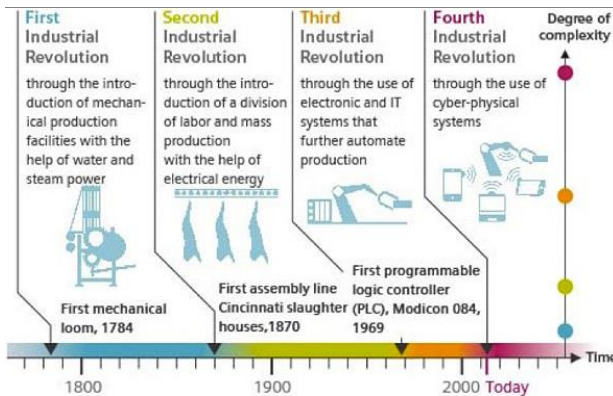 First
Industrial
Revolution
through the intro-
duction of mechan-
ical production
facilities with the
help of water and
steam power
First mechanical
loom, 1784
Second
Industrial
Revolution
through the intro-
duction of a division
of labor and mass
production
with the help of
electrical energy
First assembly line
Cincinnati slaughter
houses,1870
Third
Industrial
Revolution
through the use of
electronic and IT
systems that
further automate
production
First programmable
logic controller
(PLC), Modicon 084,
1969
Fourth
Industrial
Revolution
through the use of
cyber-physical
systems
Degree of
complexity
Time
1800
1900
2000
Today